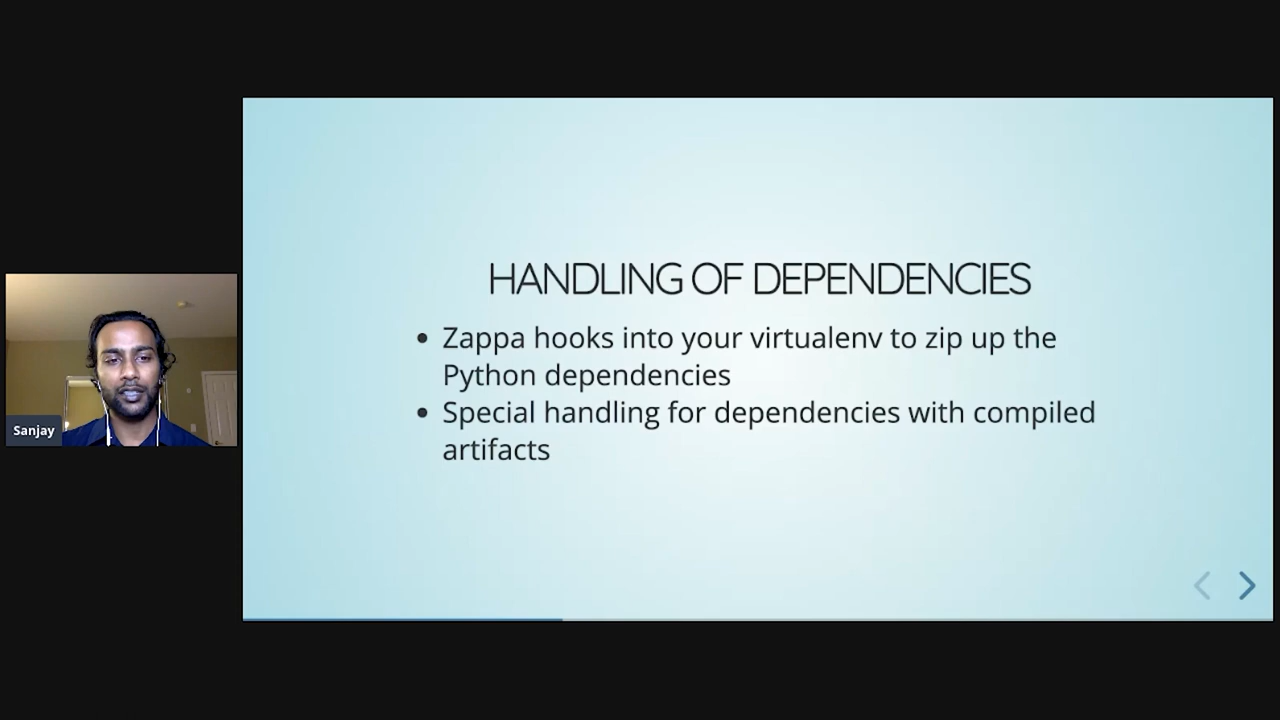 HANDLING OF DEPENDENCIES
Zappa hooks into your virtualenv to zip up the
Python dependencies
Special handling for dependencies with compiled
artifacts
Sanjay